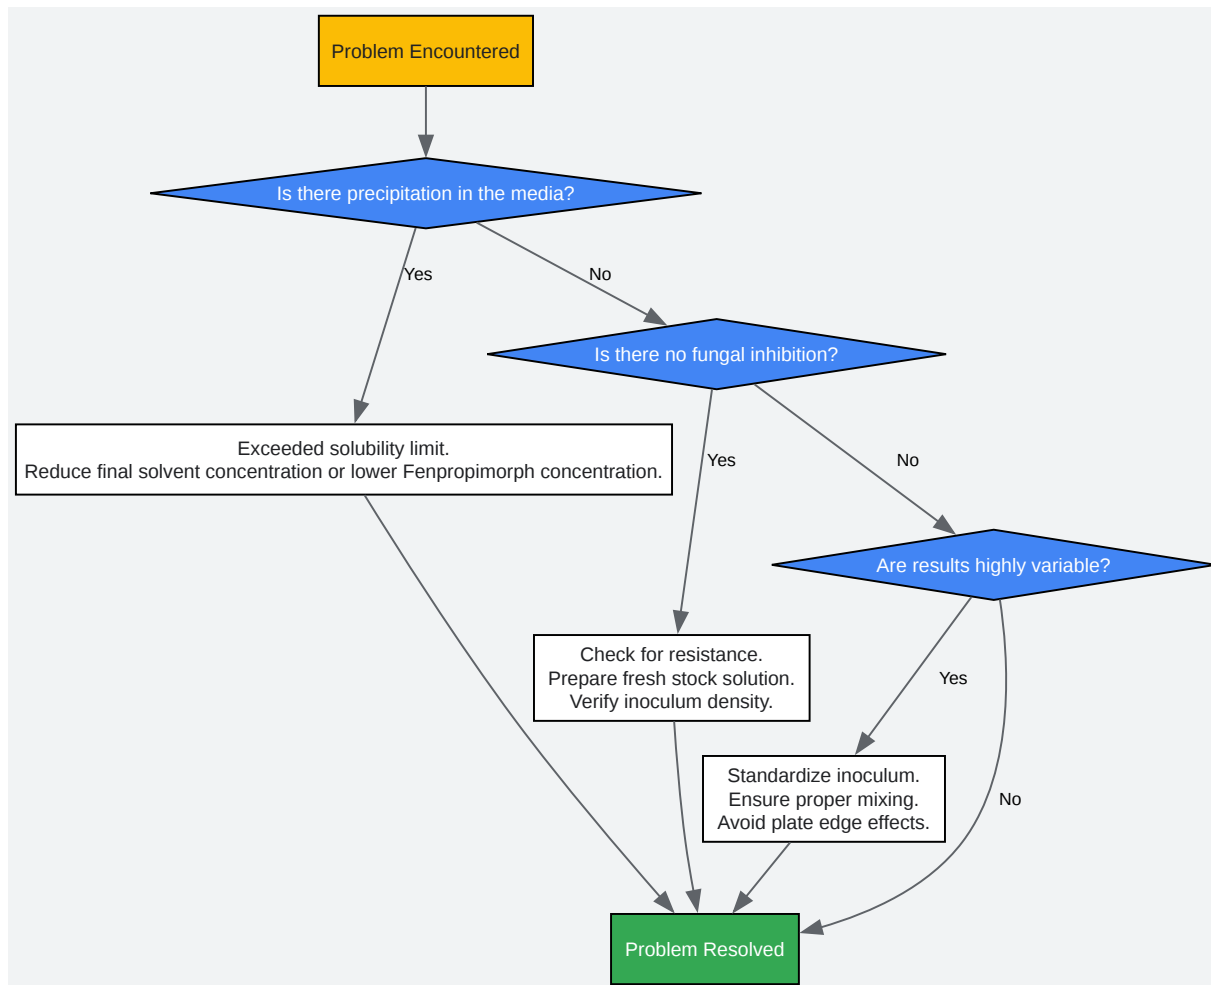 Problem Encountered
Is there precipitation in the media?
Yes
No
Is there no fungal inhibition?
Exceeded solubility limit.
Reduce final solvent concentration or lower Fenpropimorph concentration.
Yes
No
Are results highly variable?
Check for resistance.
Prepare fresh stock solution.
Verify inoculum density.
Yes
Standardize inoculum.
Ensure proper mixing.
Avoid plate edge effects.
No
Problem Resolved